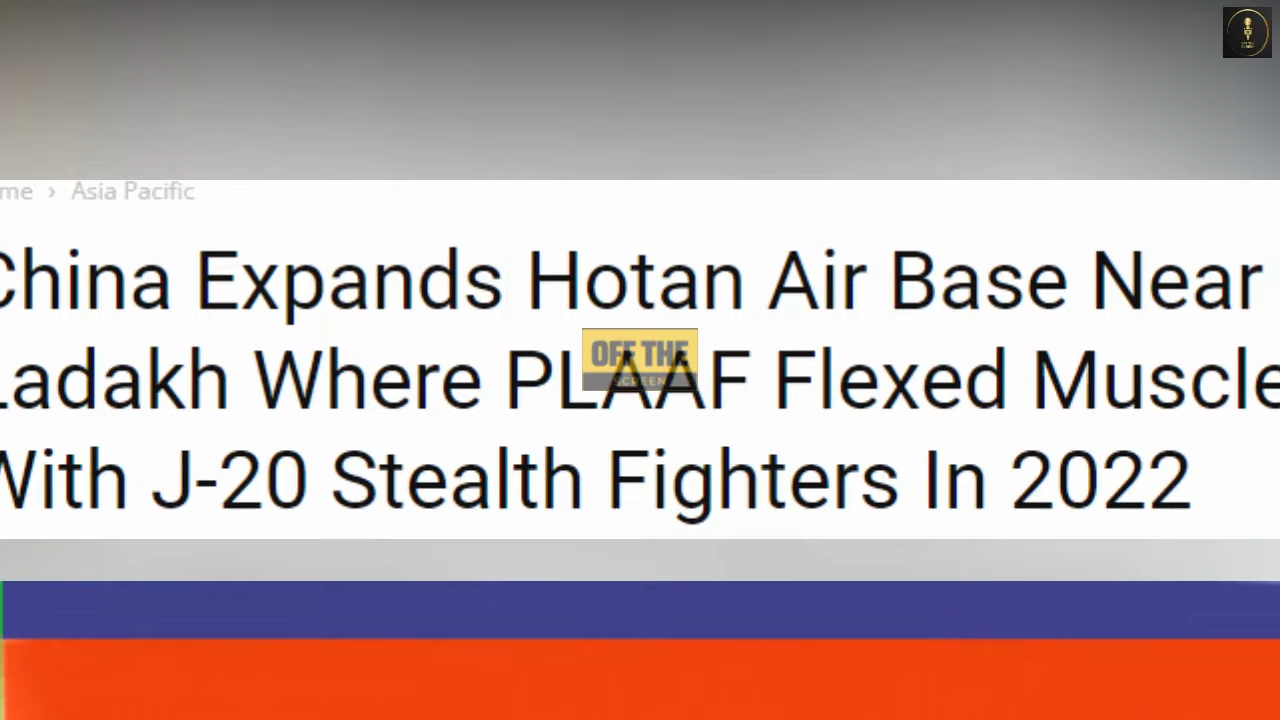 me › Asia Pacific
China Expands Hotan Air Base Near
Ladakh Where PLAAF Flexed Muscle
With J-20 Stealth Fighters In 2022
OFF THE
SCREEN